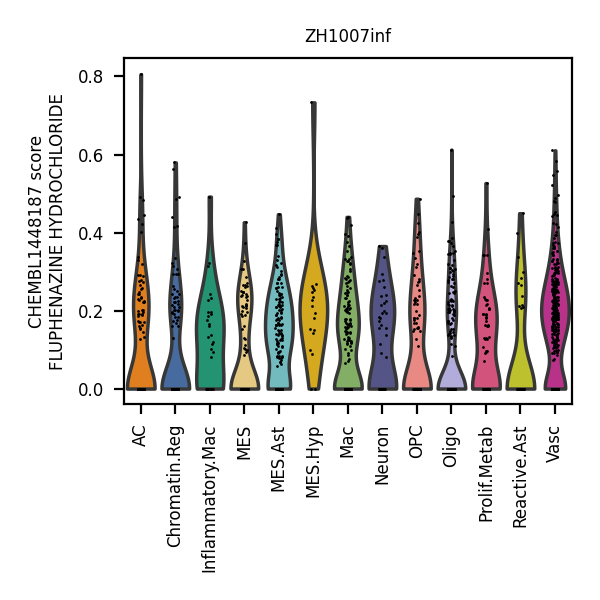 ZH1007inf
CHEMBL1448187 score
FLUPHENAZINE HYDROCHLORIDE
0.8
0.6
0.4
0.2
0.0
AC
Chromatin.Reg
Inflammatory.Mac
MES
MES.Ast
MES.Hyp
Mac
Neuron
OPC
Oligo
Prolif.Metab
Reactive.Ast
Vasc